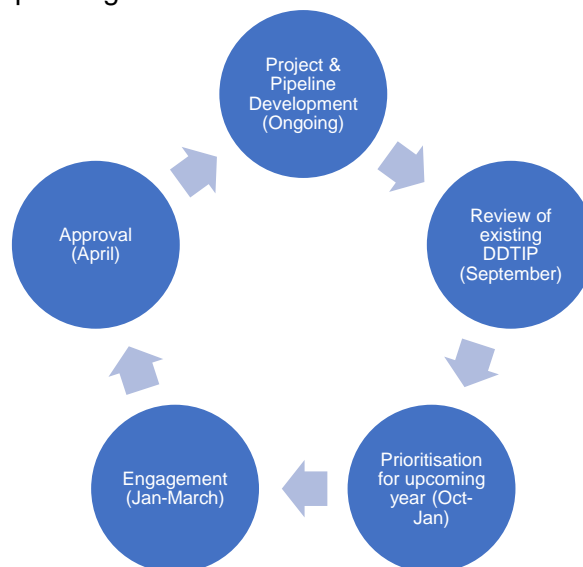 Project &
Pipeline
Development
(Ongoing)
Review of
existing
DDTIP
(September)
Prioritisation
for upcoming
year (Oct-
Jan)
Engagement
(Jan-March)
Approval
(April)